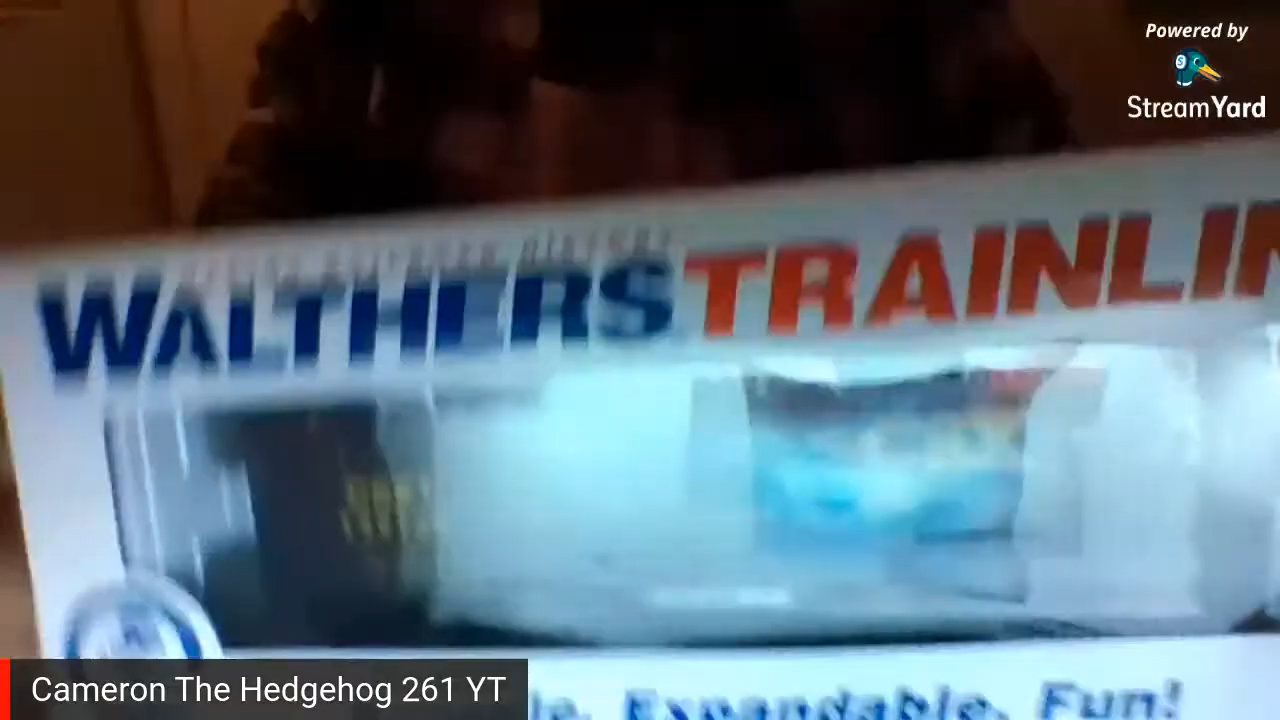 Powered by
StreamYard
WALTHERS TRAINLIN
Expandable, Fun!
Cameron The Hedgehog 261 YT